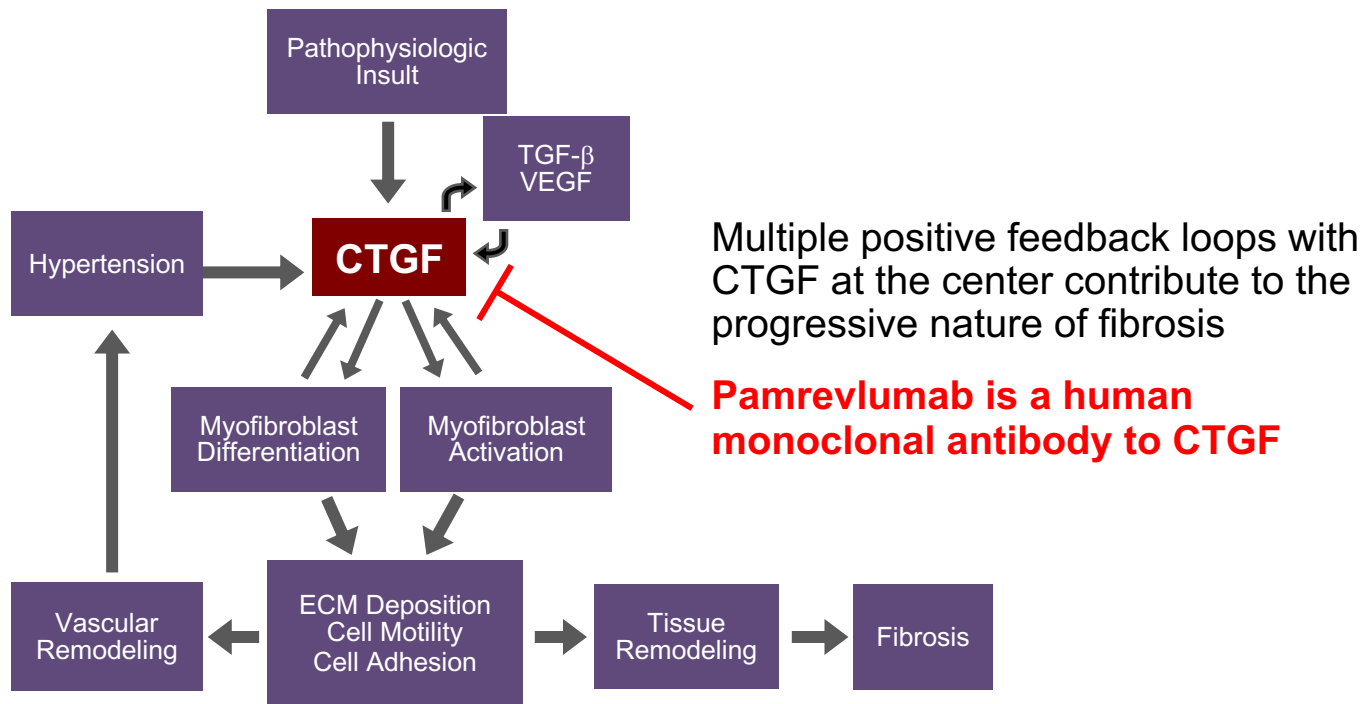 Pathophysiologic
Insult
TGF-β
VEGF
Hypertension
CTGF
Multiple positive feedback loops with
CTGF at the center contribute to the
progressive nature of fibrosis
Pamrevlumab is a human
monoclonal antibody to CTGF
Myofibroblast
Differentiation
Myofibroblast
Activation
Vascular
Remodeling
ECM Deposition
Cell Motility
Cell Adhesion
Tissue
Remodeling
Fibrosis